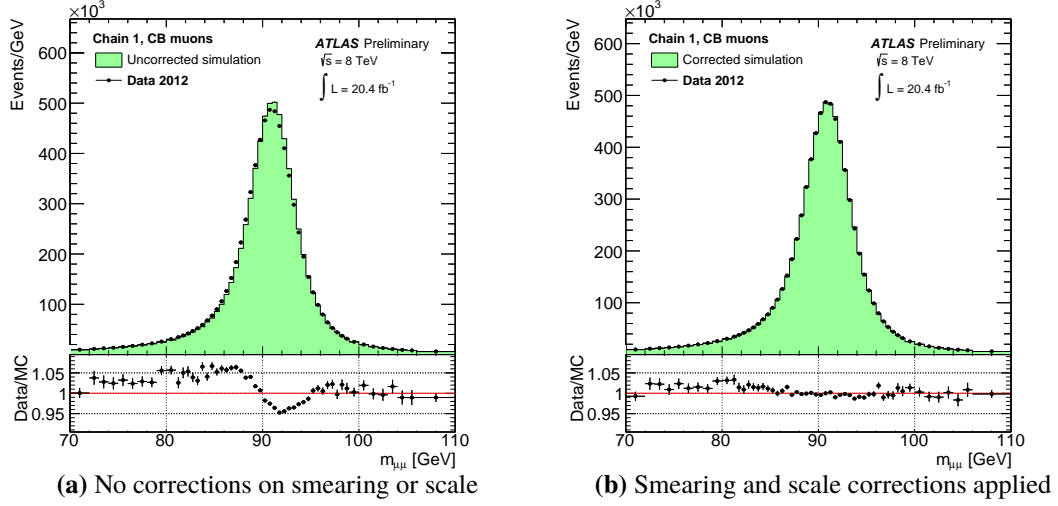 ×10³
Events/GeV
600
500
400
300
200
100
Chain 1, CB muons
Uncorrected simulation
Data 2012
ATLAS Preliminary
√s = 8 TeV
∫ L = 20.4 fb⁻¹
Data/MC
1.05
1
0.95
70 80 90 100 110
m_μμ [GeV]
(a) No corrections on smearing or scale
×10³
Events/GeV
600
500
400
300
200
100
Chain 1, CB muons
Corrected simulation
Data 2012
ATLAS Preliminary
√s = 8 TeV
∫ L = 20.4 fb⁻¹
Data/MC
1.05
1
0.95
70 80 90 100 110
m_μμ [GeV]
(b) Smearing and scale corrections applied